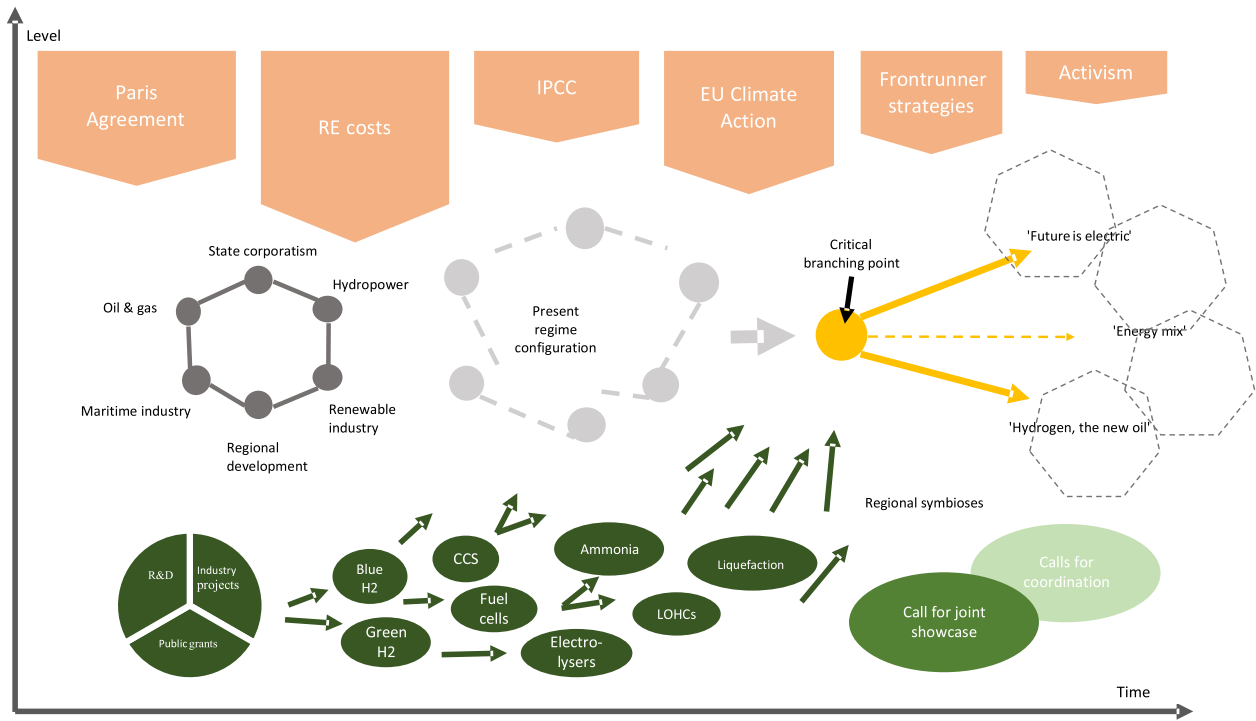 Level
Paris
Agreement
RE costs
IPCC
EU Climate
Action
Frontrunner
strategies
Activism
State corporatism
Hydropower
Oil & gas
Maritime industry
Renewable
industry
Regional
development
Present
regime
configuration
Critical
branching point
'Future is electric'
'Energy mix'
'Hydrogen, the new oil'
Regional symbioses
R&D
Industry
projects
Public grants
Blue
H2
Green
H2
CCS
Fuel
cells
Electro-
lysers
Ammonia
LOHCs
Liquefaction
Calls for
coordination
Call for joint
showcase
Time